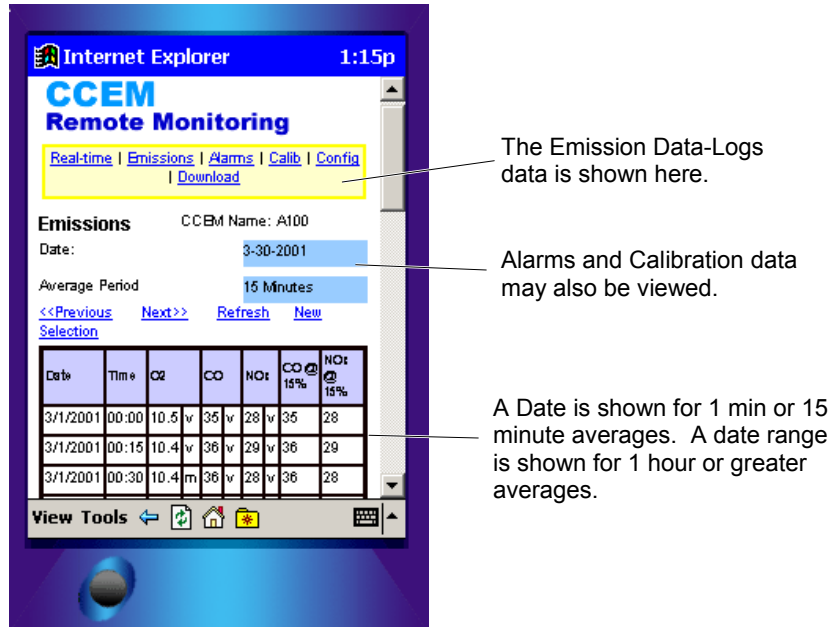 Internet Explorer 1:15p
CCEM
Remote Monitoring
Real-time | Emissions | Alarms | Calib | Config
| Download
Emissions CCEM Name: A100
Date: 3-30-2001
Average Period 15 Minutes
<<Previous Next>> Refresh New
Selection
Date Time O2 CO NOx CO @ 15% NOx @ 15%
3/1/2001 00:00 10.5 v 35 v 28 v 35 28
3/1/2001 00:15 10.4 v 36 v 29 v 36 29
3/1/2001 00:30 10.4 m 36 v 28 v 36 28
View Tools
The Emission Data-Logs
data is shown here.
Alarms and Calibration data
may also be viewed.
A Date is shown for 1 min or 15
minute averages. A date range
is shown for 1 hour or greater
averages.